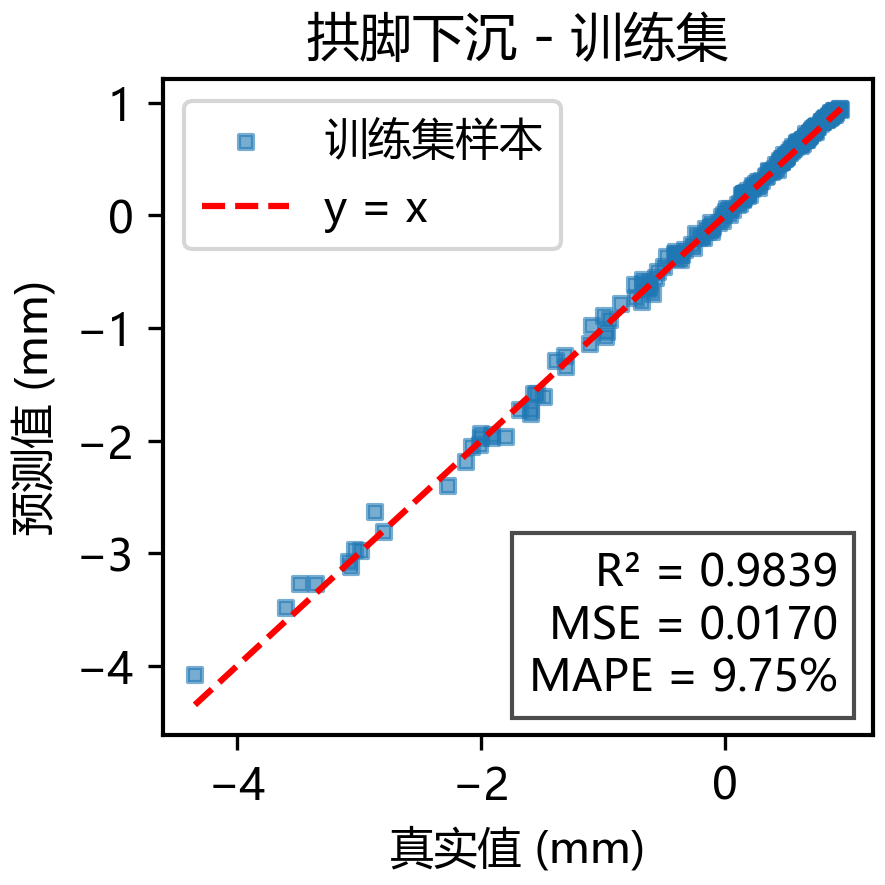 拱脚下沉 - 训练集
训练集样本
y = x
1
0
−1
−2
−3
−4
预测值 (mm)
R² = 0.9839
MSE = 0.0170
MAPE = 9.75%
−4
−2
0
真实值 (mm)